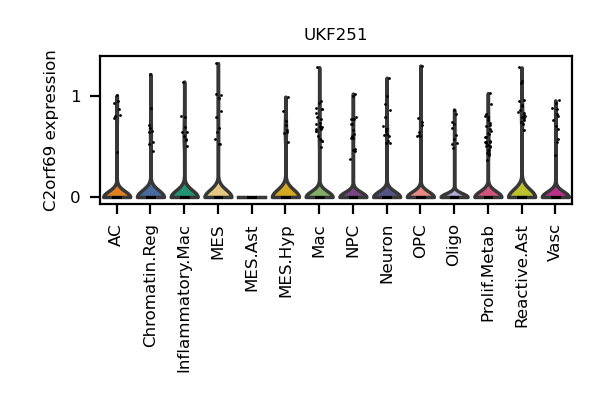 UKF251
C2orf69 expression
1
0
AC
Chromatin.Reg
Inflammatory.Mac
MES
MES.Ast
MES.Hyp
Mac
NPC
Neuron
OPC
Oligo
Prolif.Metab
Reactive.Ast
Vasc